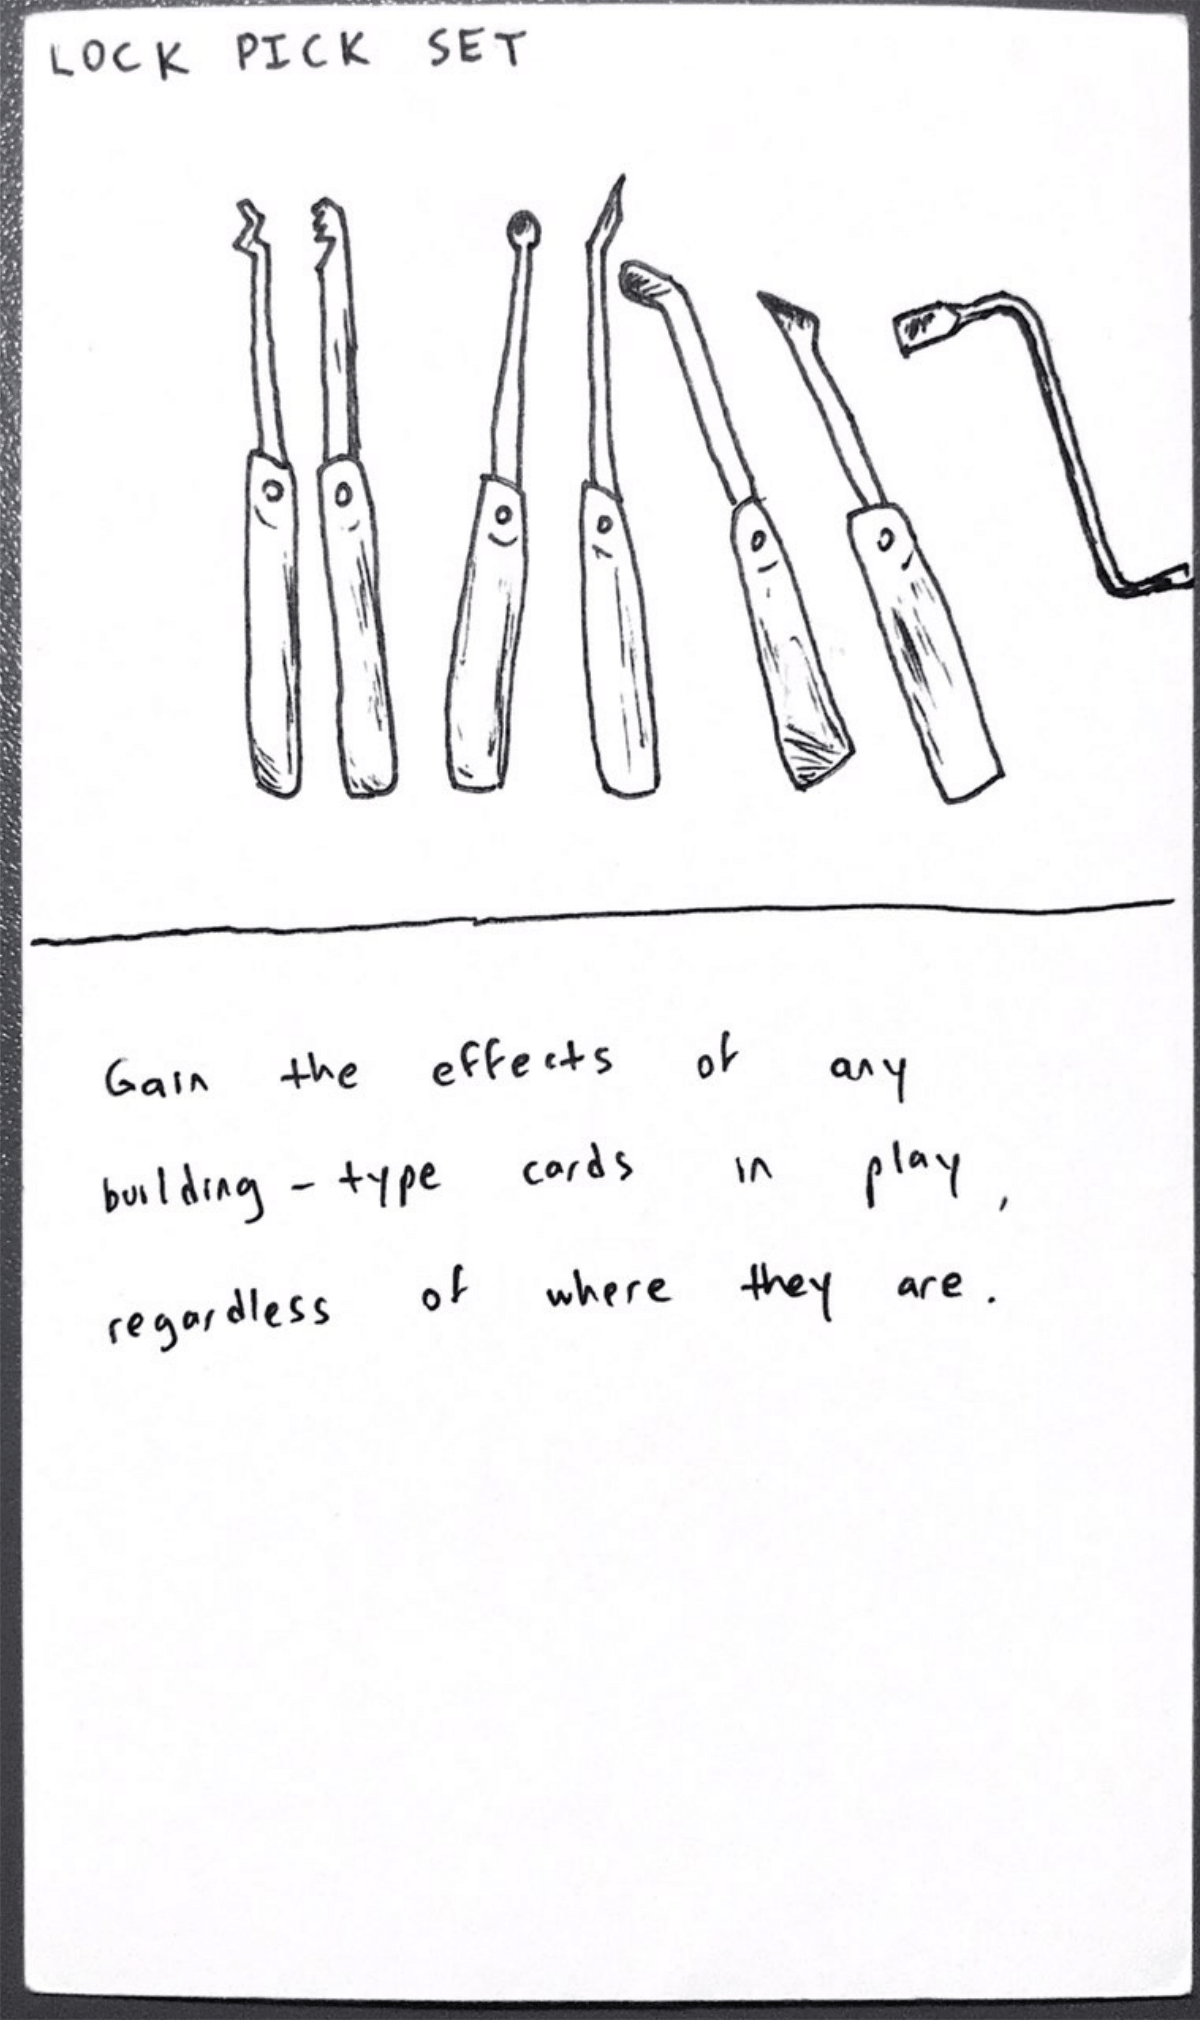 LOCK PICK SET
Gain the effects of any
building-type cards in play,
regardless of where they are.